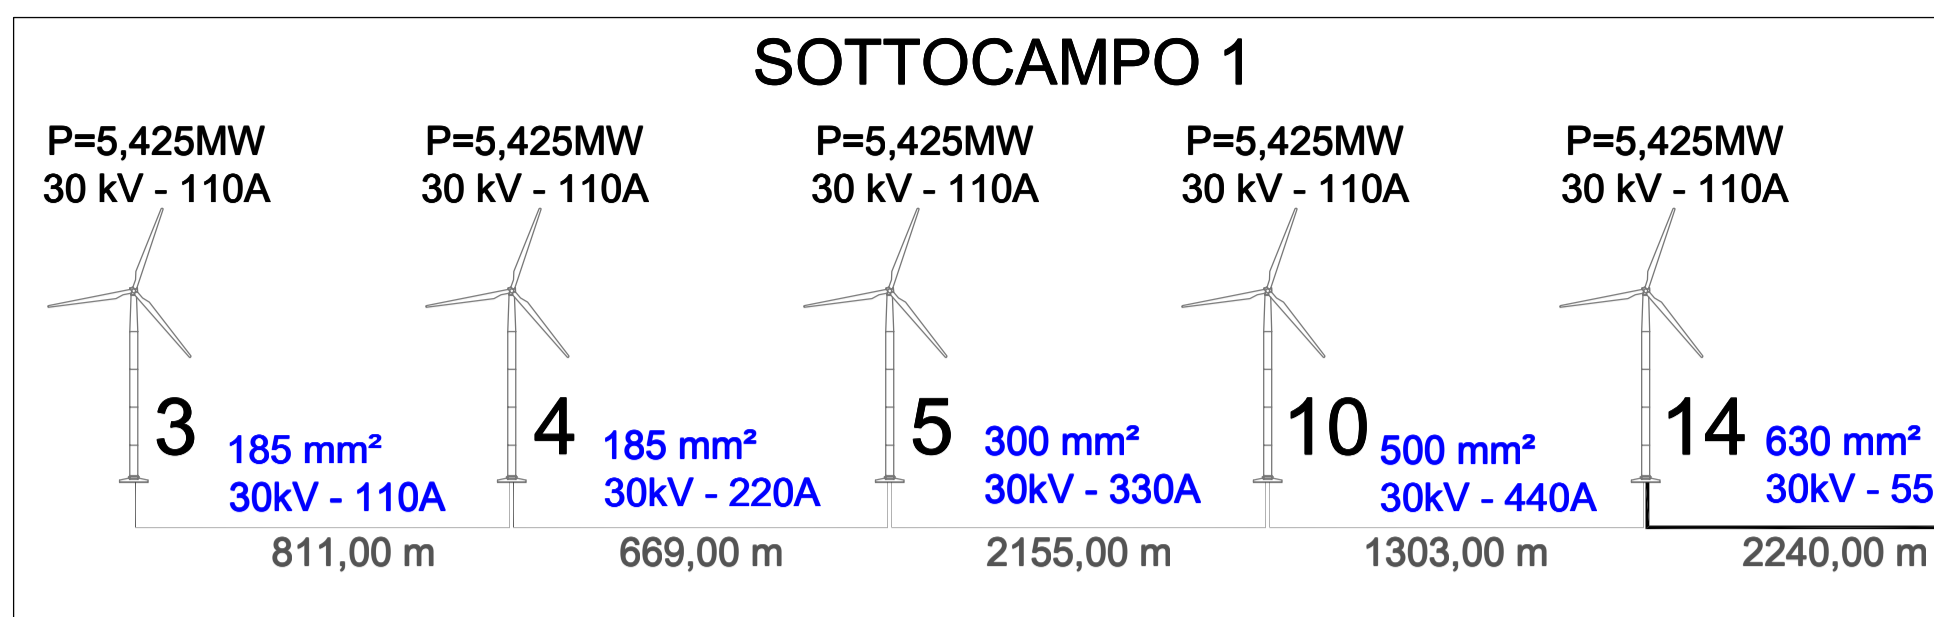 SOTTOCAMPO 1
P=5,425MW
30 kV - 110A
P=5,425MW
30 kV - 110A
P=5,425MW
30 kV - 110A
P=5,425MW
30 kV - 110A
P=5,425MW
30 kV - 110A
3
185 mm²
30kV - 110A
4
185 mm²
30kV - 220A
5
300 mm²
30kV - 330A
10
500 mm²
30kV - 440A
14
630 mm²
30kV - 55
811,00 m
669,00 m
2155,00 m
1303,00 m
2240,00 m